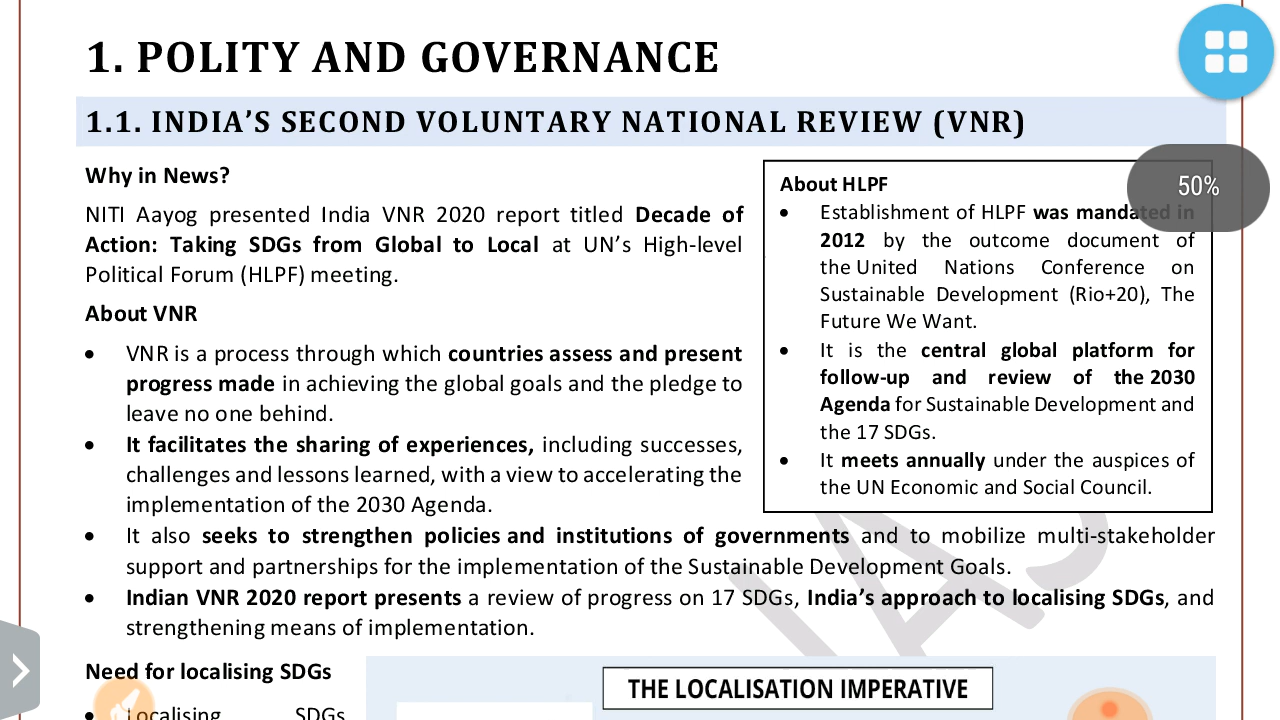 1. POLITY AND GOVERNANCE
1.1. INDIA’S SECOND VOLUNTARY NATIONAL REVIEW (VNR)
Why in News?
NITI Aayog presented India VNR 2020 report titled Decade of
Action: Taking SDGs from Global to Local at UN’s High-level
Political Forum (HLPF) meeting.
About VNR
• VNR is a process through which countries assess and present
progress made in achieving the global goals and the pledge to
leave no one behind.
• It facilitates the sharing of experiences, including successes,
challenges and lessons learned, with a view to accelerating the
implementation of the 2030 Agenda.
About HLPF
50%
• Establishment of HLPF was mandated in
2012 by the outcome document of
the United Nations Conference on
Sustainable Development (Rio+20), The
Future We Want.
• It is the central global platform for
follow-up and review of the 2030
Agenda for Sustainable Development and
the 17 SDGs.
• It meets annually under the auspices of
the UN Economic and Social Council.
• It also seeks to strengthen policies and institutions of governments and to mobilize multi-stakeholder
support and partnerships for the implementation of the Sustainable Development Goals.
• Indian VNR 2020 report presents a review of progress on 17 SDGs, India’s approach to localising SDGs, and
strengthening means of implementation.
Need for localising SDGs
• Localising SDGs
THE LOCALISATION IMPERATIVE
IAS